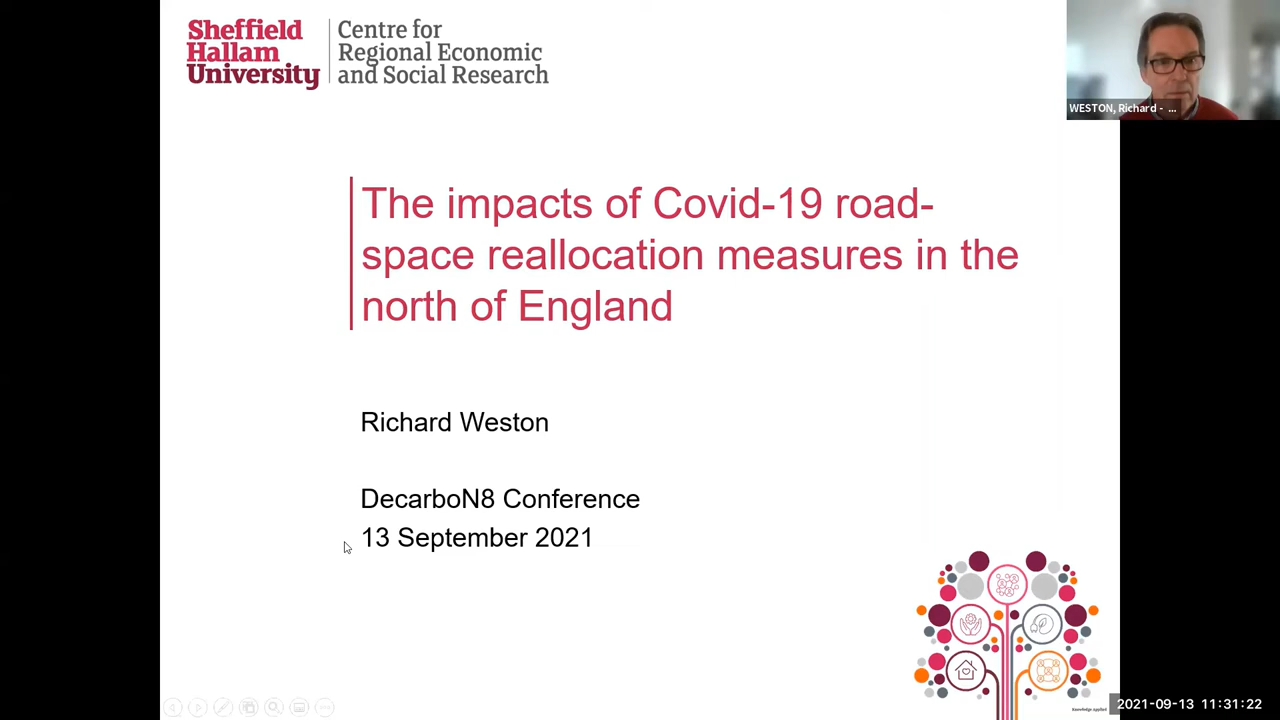 Sheffield
Hallam
University
Centre for
Regional Economic
and Social Research
WESTON, Richard - ...
The impacts of Covid-19 road-
space reallocation measures in the
north of England
Richard Weston
DecarboN8 Conference
13 September 2021
Knowledge Applied
2021-09-13 11:31:22